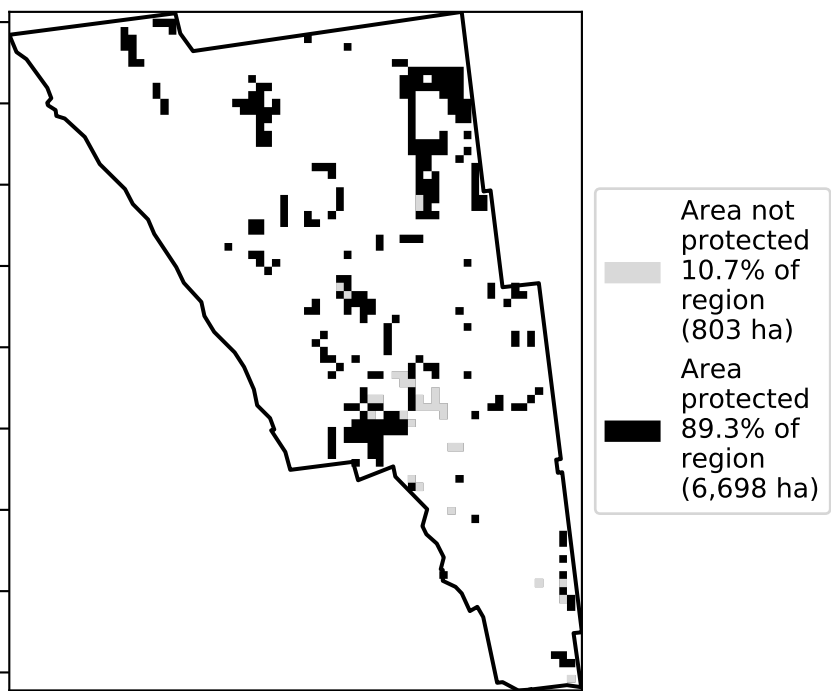 Area not
protected
10.7% of
region
(803 ha)
Area
protected
89.3% of
region
(6,698 ha)